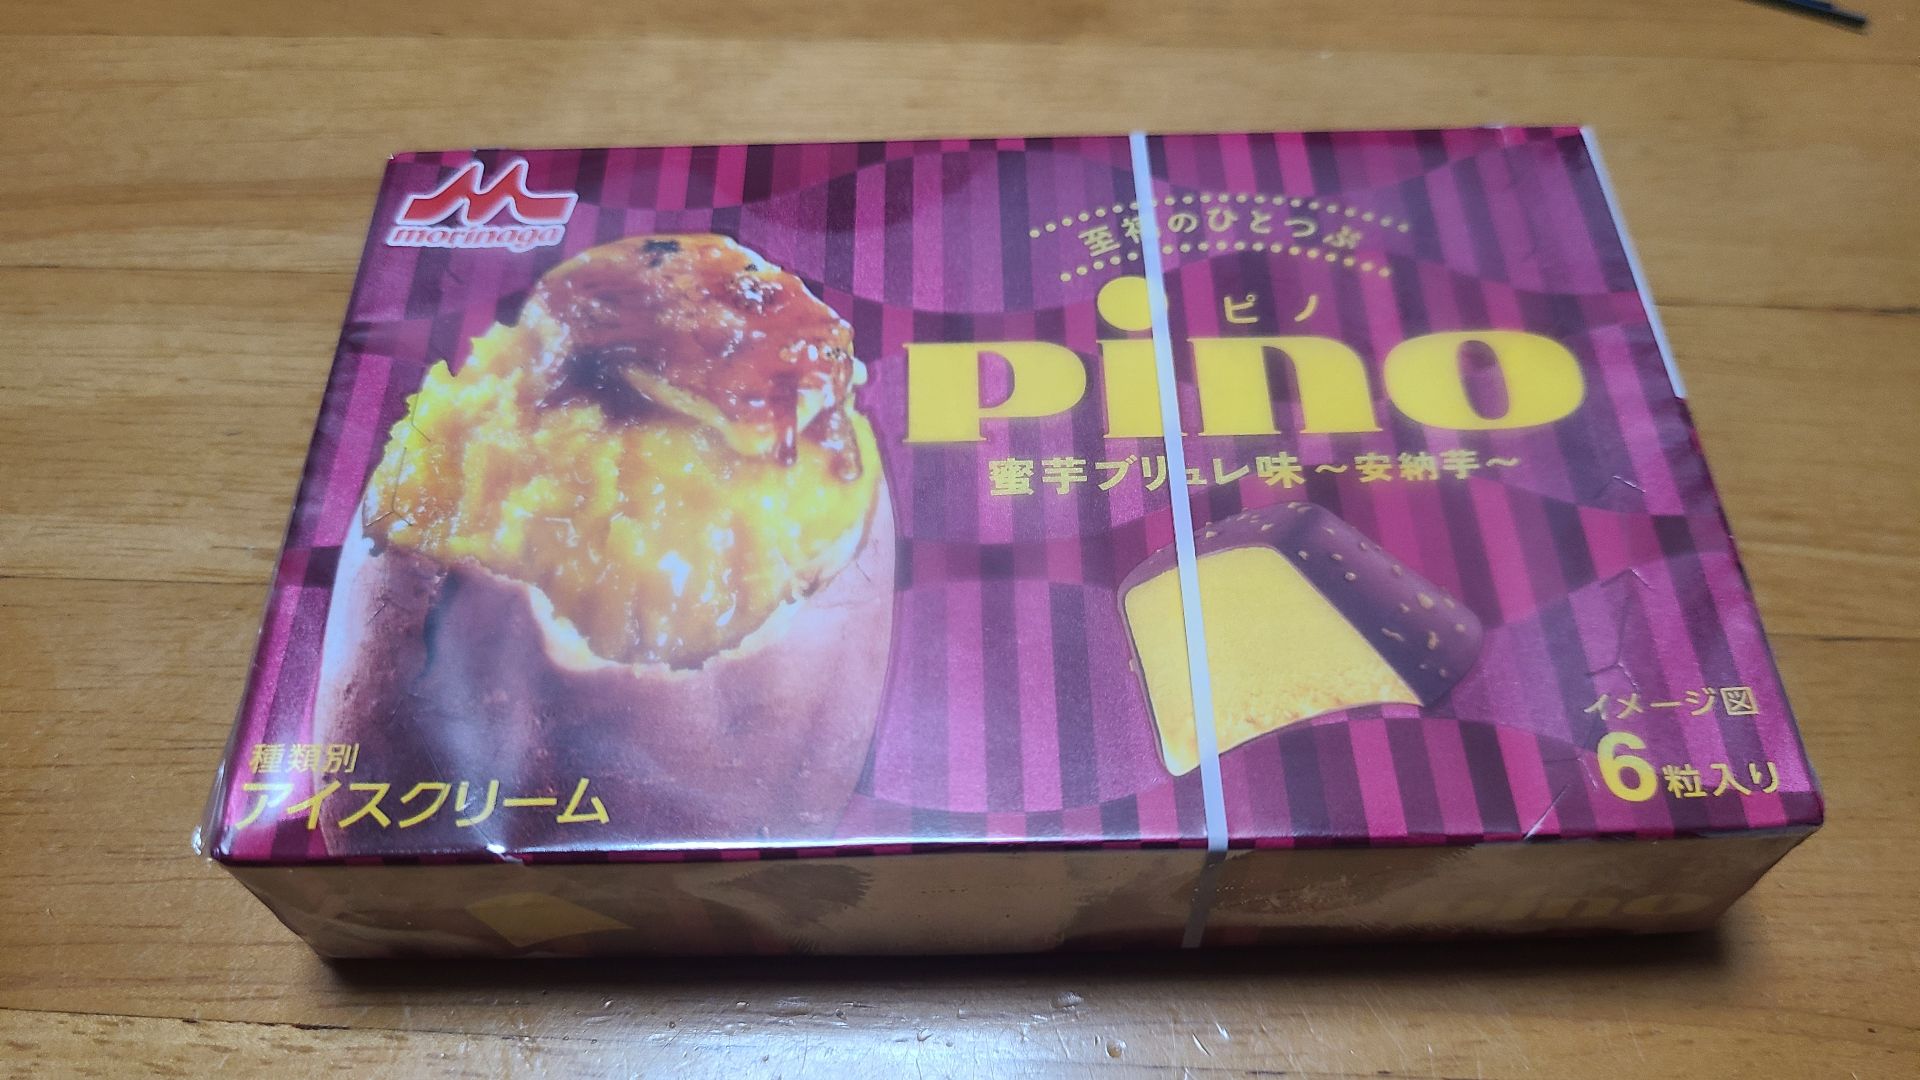 morinaga
至福のひとつぶ
ピノ
pino
蜜芋ブリュレ味～安納芋～
イメージ図
6粒入り
種類別
アイスクリーム